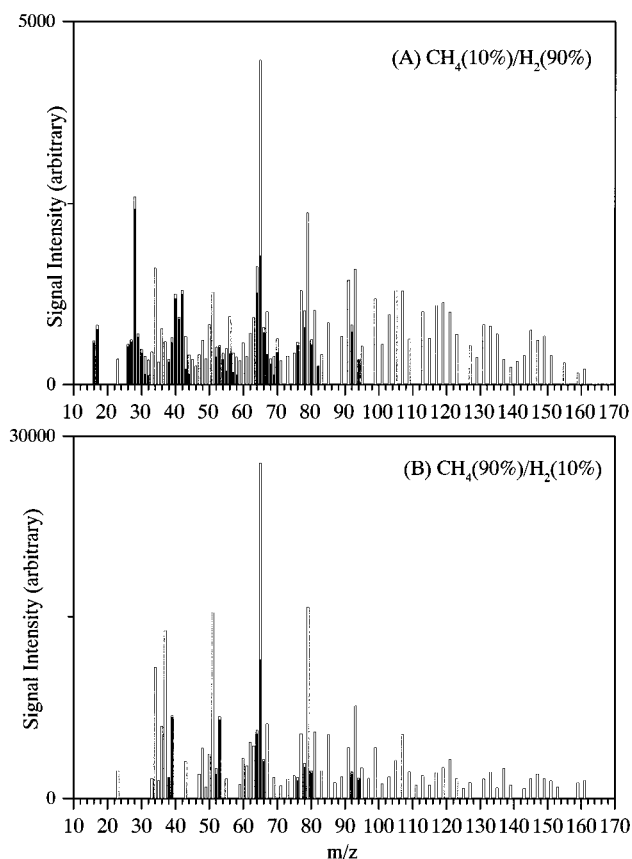 5000
(A) CH₄(10%)/H₂(90%)
Signal Intensity (arbitrary)
0
10 20 30 40 50 60 70 80 90 100 110 120 130 140 150 160 170
30000
(B) CH₄(90%)/H₂(10%)
Signal Intensity (arbitrary)
0
10 20 30 40 50 60 70 80 90 100 110 120 130 140 150 160 170
m/z